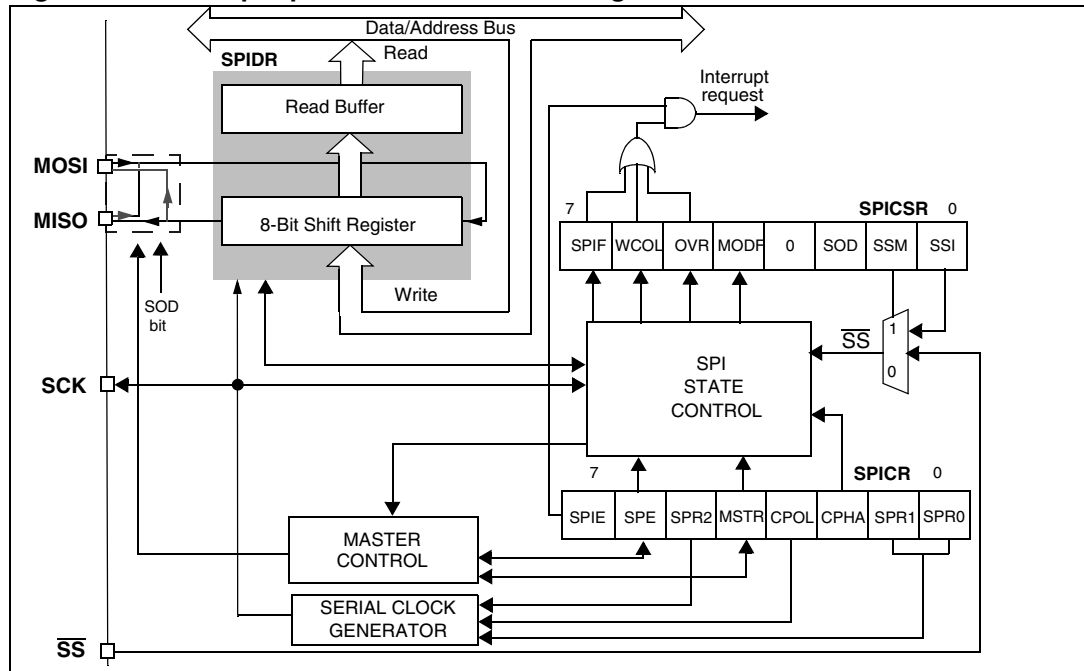 Data/Address Bus
SPIDR
Read
Interrupt
request
Read Buffer
MOSI
MISO
8-Bit Shift Register
7
SPICSR
0
SPIF
WCOL
OVR
MODF
0
SOD
SSM
SSI
Write
SOD
bit
1
SS
0
SPI
STATE
CONTROL
SCK
7
SPICR
0
SPIE
SPE
SPR2
MSTR
CPOL
CPHA
SPR1
SPR0
MASTER
CONTROL
SERIAL CLOCK
GENERATOR
SS